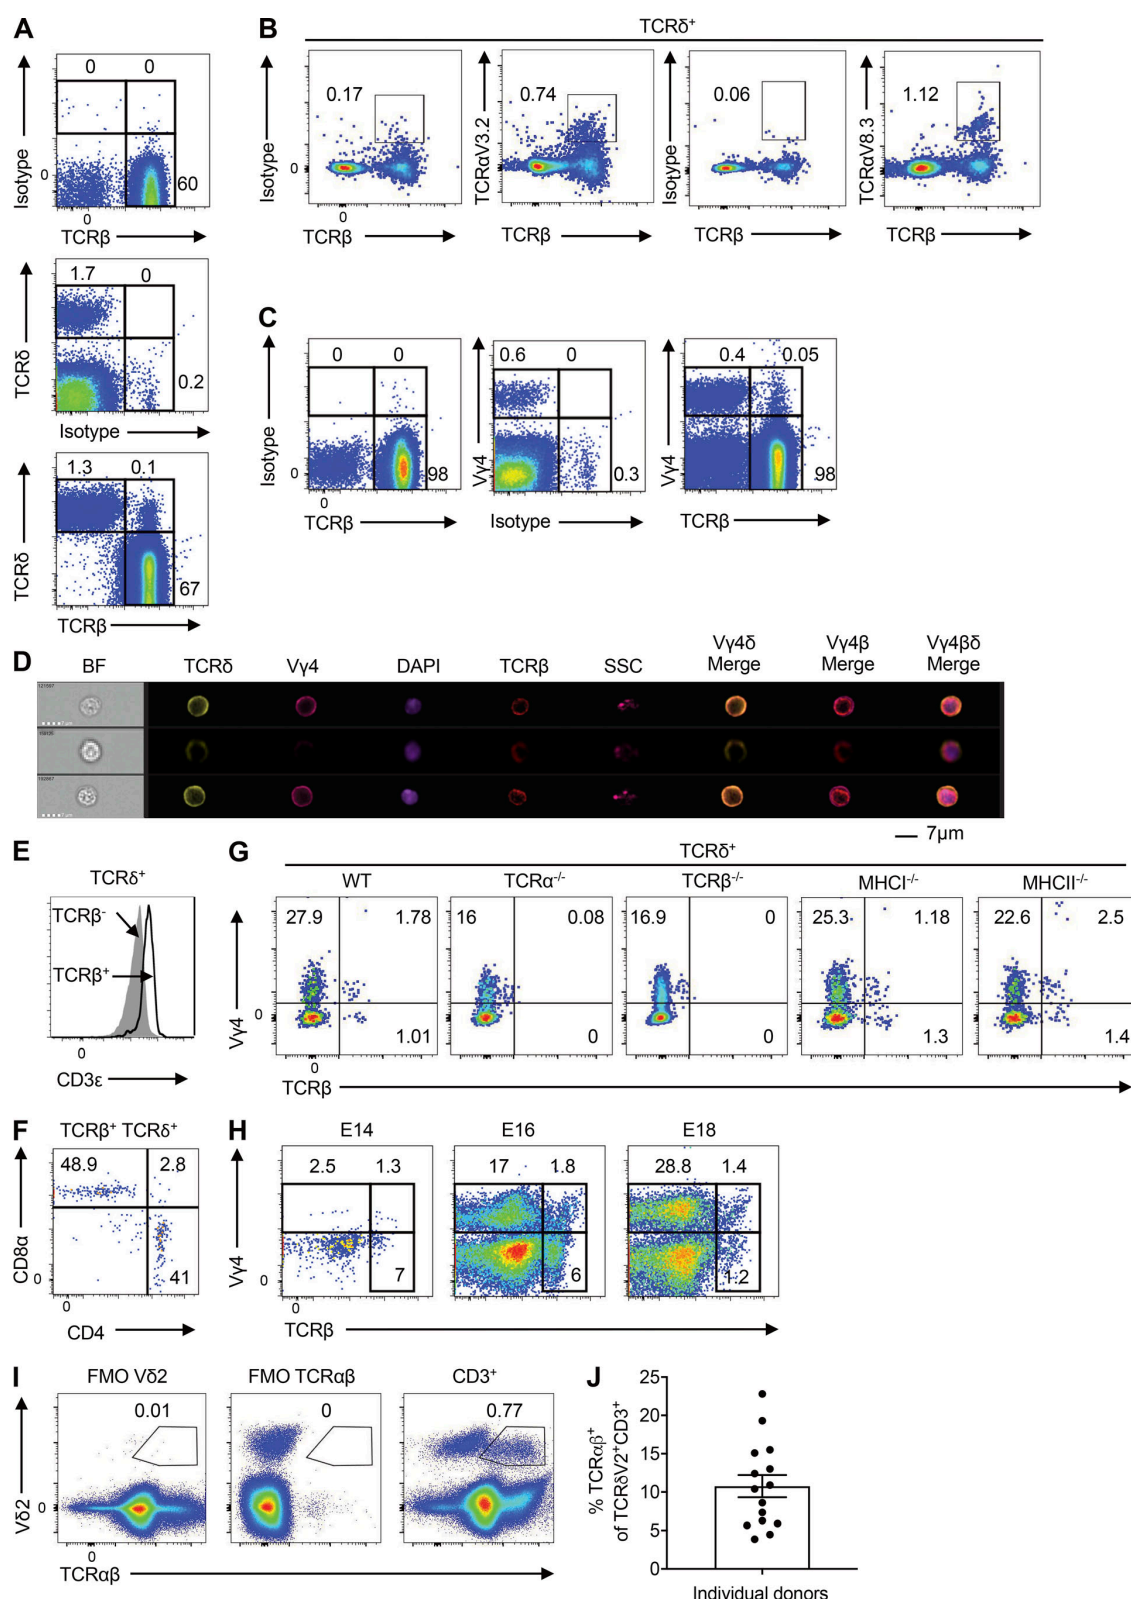 A
Isotype
0 0
0
60
0
TCRβ
TCRδ
1.7 0
0.2
Isotype
TCRδ
1.3 0.1
67
TCRβ
B
TCRδ+
Isotype
0.17
0
0
TCRβ
TCRαV3.2
0.74
TCRβ
Isotype
0.06
TCRβ
TCRαV8.3
1.12
TCRβ
C
Isotype
0 0
0
98
0
TCRβ
Vγ4
0.6 0
0.3
Isotype
Vγ4
0.4 0.05
98
TCRβ
D
BF TCRδ Vγ4 DAPI TCRβ SSC Vγ4δ Merge Vγ4β Merge Vγ4βδ Merge
7μm
E
TCRδ+
TCRβ-
TCRβ+
0
CD3ε
G
TCRδ+
WT TCRα-/- TCRβ-/- MHCI-/- MHCII-/-
27.9 1.78 16 0.08 16.9 0 25.3 1.18 22.6 2.5
Vγ4
0
1.01 0 0 1.3 1.4
0
TCRβ
F
TCRβ+ TCRδ+
48.9 2.8
CD8α
0
41
0
CD4
H
E14 E16 E18
2.5 1.3 17 1.8 28.8 1.4
Vγ4
0
7 6 1.2
0
TCRβ
I
FMO Vδ2 FMO TCRαβ CD3+
0.01 0 0.77
Vδ2
0
0
TCRαβ
J
25
20
15
10
5
0
% TCRαβ+
of TCRδV2+CD3+
Individual donors